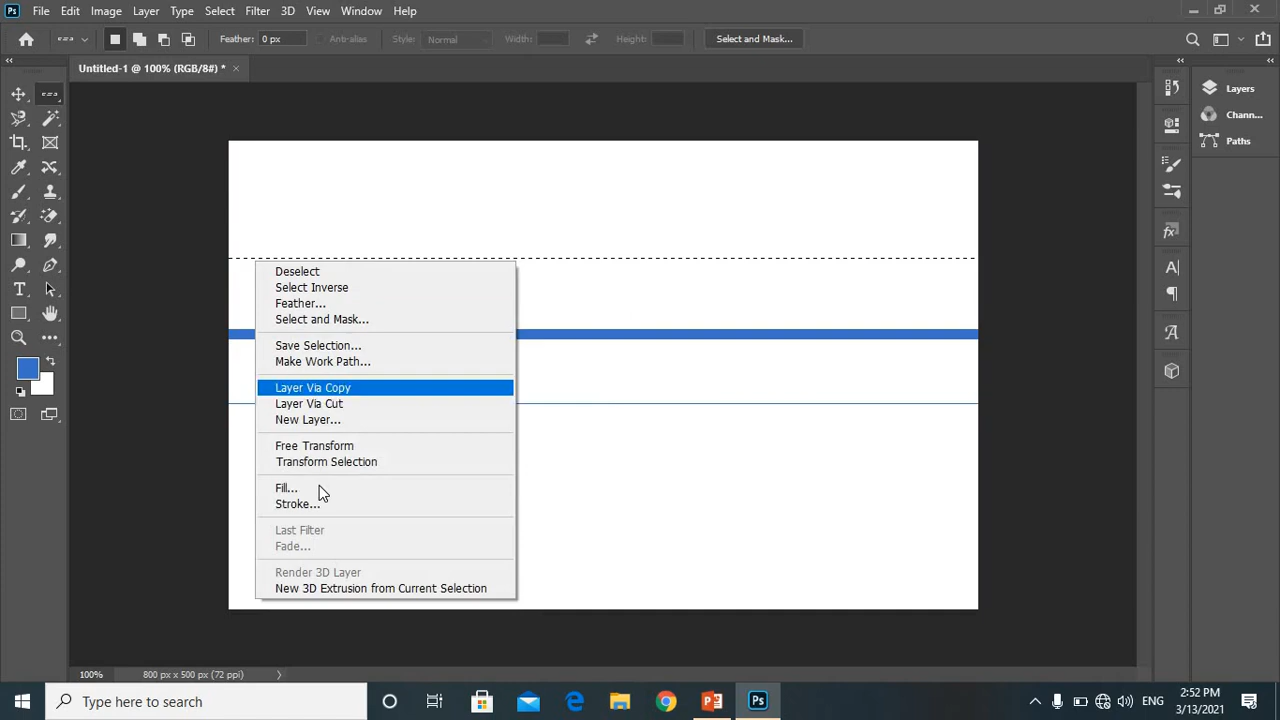 Ps File Edit Image Layer Type Select Filter 3D View Window Help
Feather: 0 px Anti-alias Style: Normal Width: Height: Select and Mask...
Untitled-1 @ 100% (RGB/8#) * ×
Layers
Chann...
Paths
Deselect
Select Inverse
Feather...
Select and Mask...
Save Selection...
Make Work Path...
Layer Via Copy
Layer Via Cut
New Layer...
Free Transform
Transform Selection
Fill...
Stroke...
Last Filter
Fade...
Render 3D Layer
New 3D Extrusion from Current Selection
100% 800 px x 500 px (72 ppi)
Type here to search
ENG
2:52 PM
3/13/2021